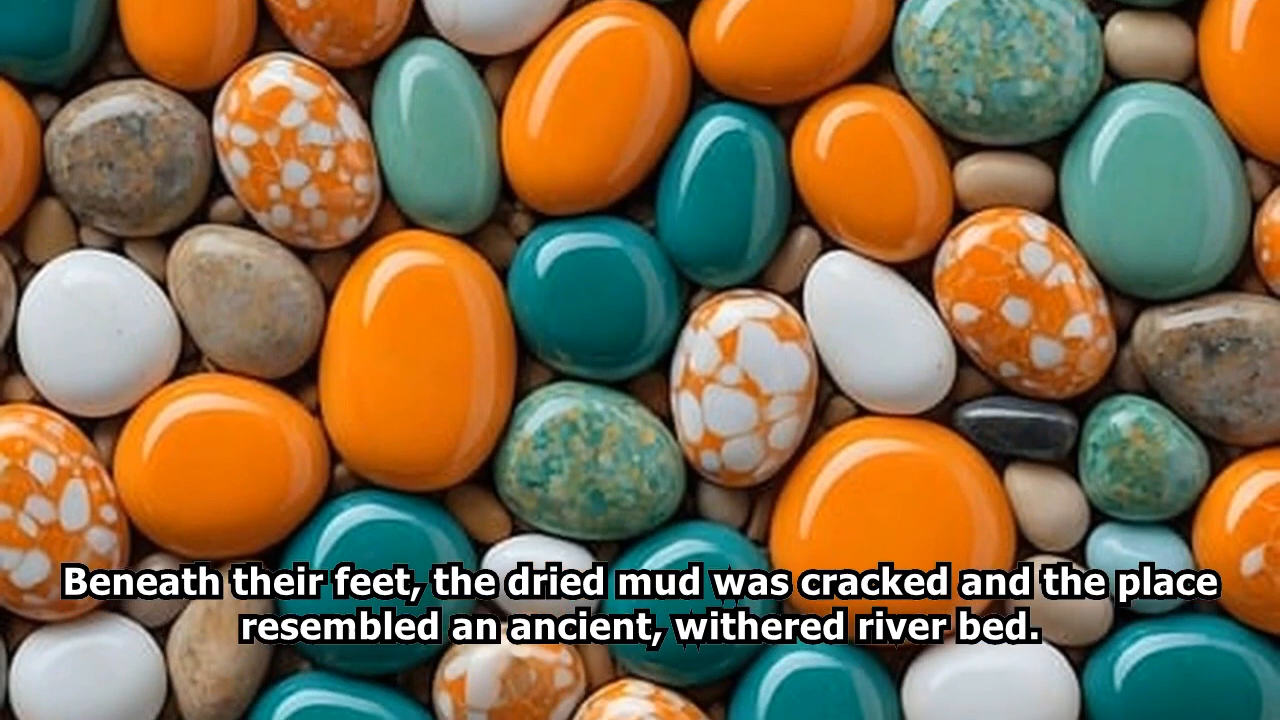 Beneath their feet, the dried mud was cracked and the place
resembled an ancient, withered river bed.